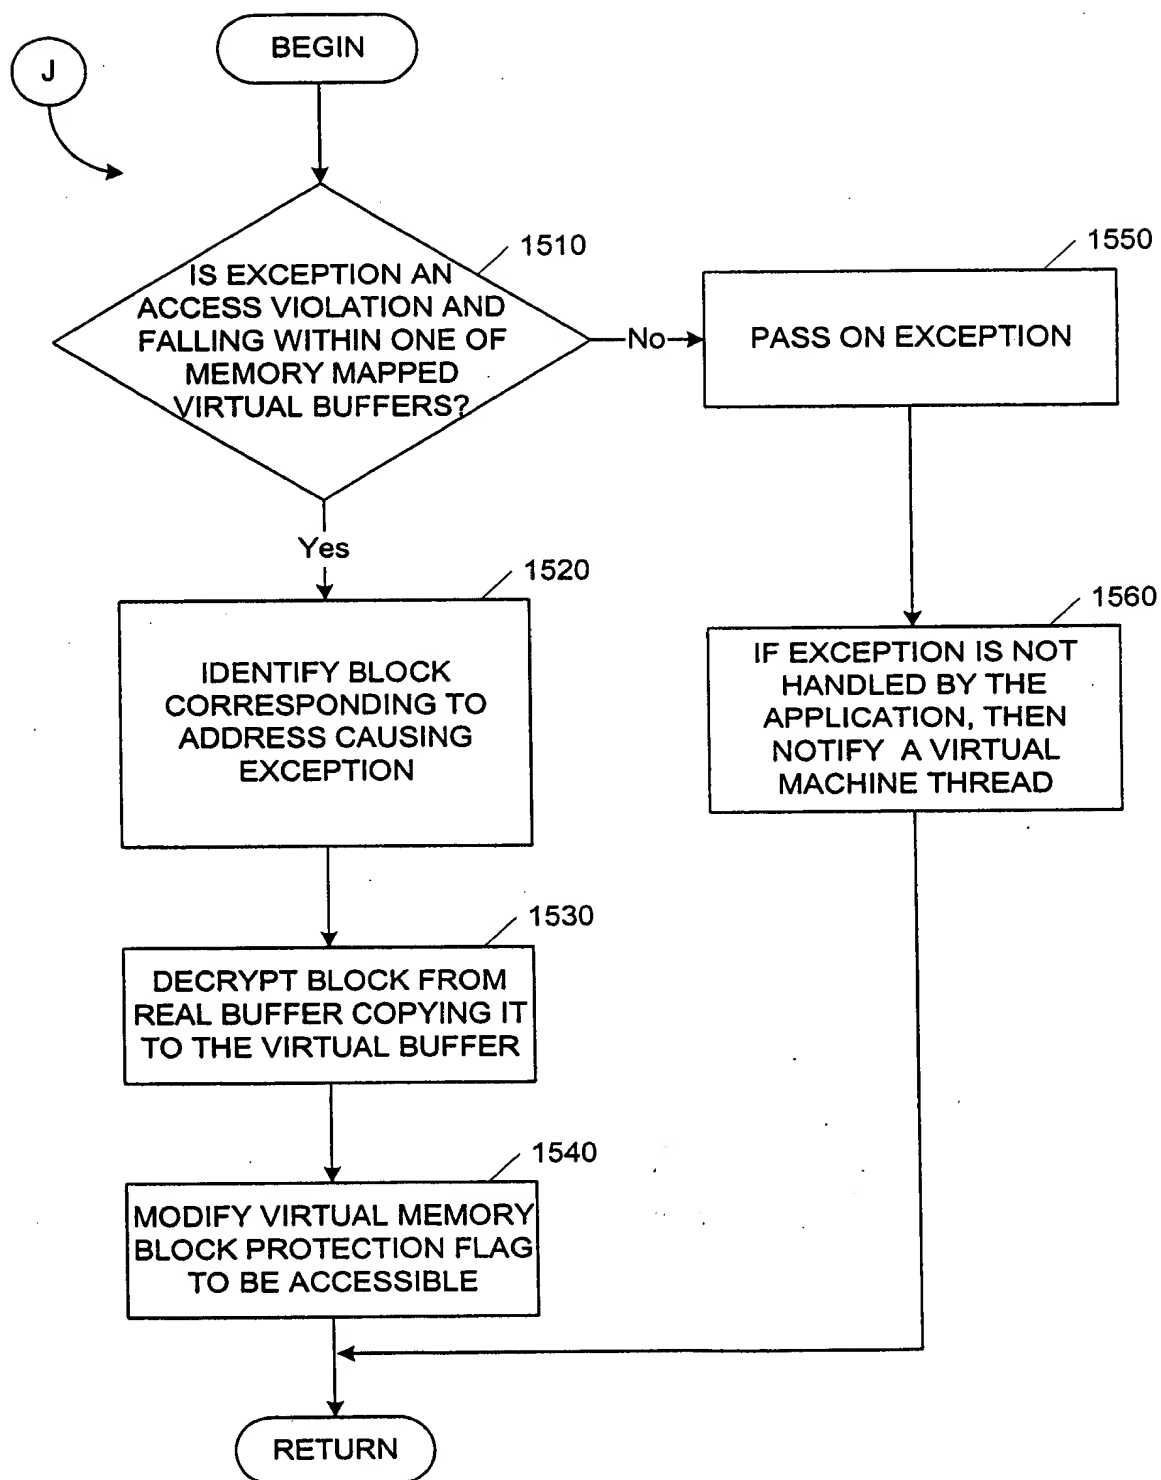 BEGIN
J
1510
IS EXCEPTION AN
ACCESS VIOLATION AND
FALLING WITHIN ONE OF
MEMORY MAPPED
VIRTUAL BUFFERS?
No
1550
PASS ON EXCEPTION
Yes
1520
IDENTIFY BLOCK
CORRESPONDING TO
ADDRESS CAUSING
EXCEPTION
1560
IF EXCEPTION IS NOT
HANDLED BY THE
APPLICATION, THEN
NOTIFY A VIRTUAL
MACHINE THREAD
1530
DECRYPT BLOCK FROM
REAL BUFFER COPYING IT
TO THE VIRTUAL BUFFER
1540
MODIFY VIRTUAL MEMORY
BLOCK PROTECTION FLAG
TO BE ACCESSIBLE
RETURN